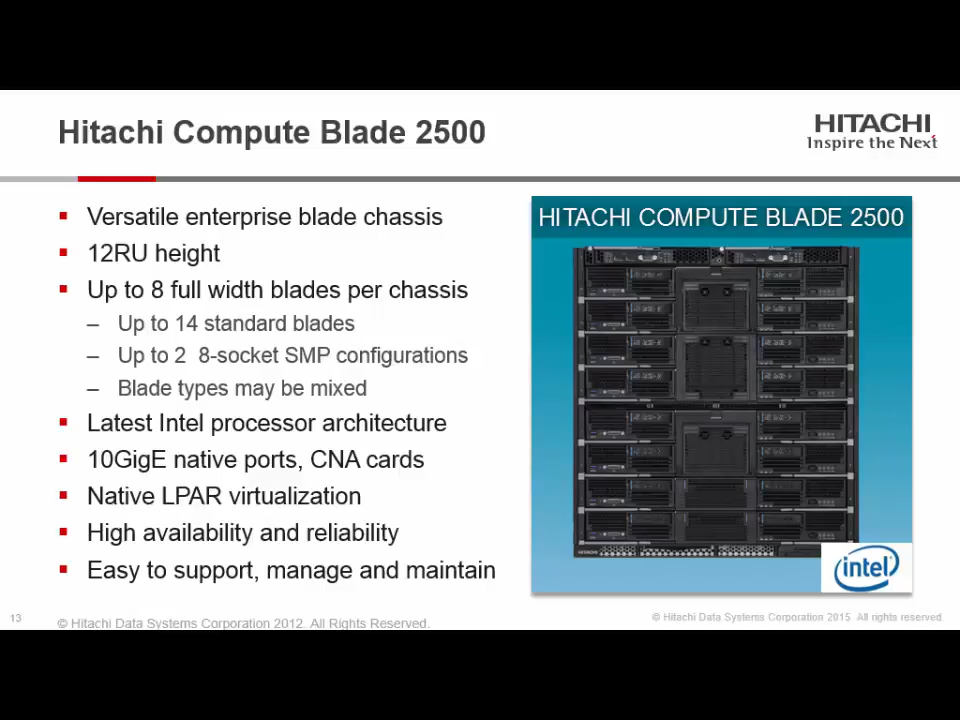 Hitachi Compute Blade 2500
HITACHI
Inspire the Next
Versatile enterprise blade chassis
12RU height
Up to 8 full width blades per chassis
– Up to 14 standard blades
– Up to 2  8-socket SMP configurations
– Blade types may be mixed
Latest Intel processor architecture
10GigE native ports, CNA cards
Native LPAR virtualization
High availability and reliability
Easy to support, manage and maintain
HITACHI COMPUTE BLADE 2500
HITACHI
intel
13
© Hitachi Data Systems Corporation 2012. All Rights Reserved.
© Hitachi Data Systems Corporation 2015. All rights reserved